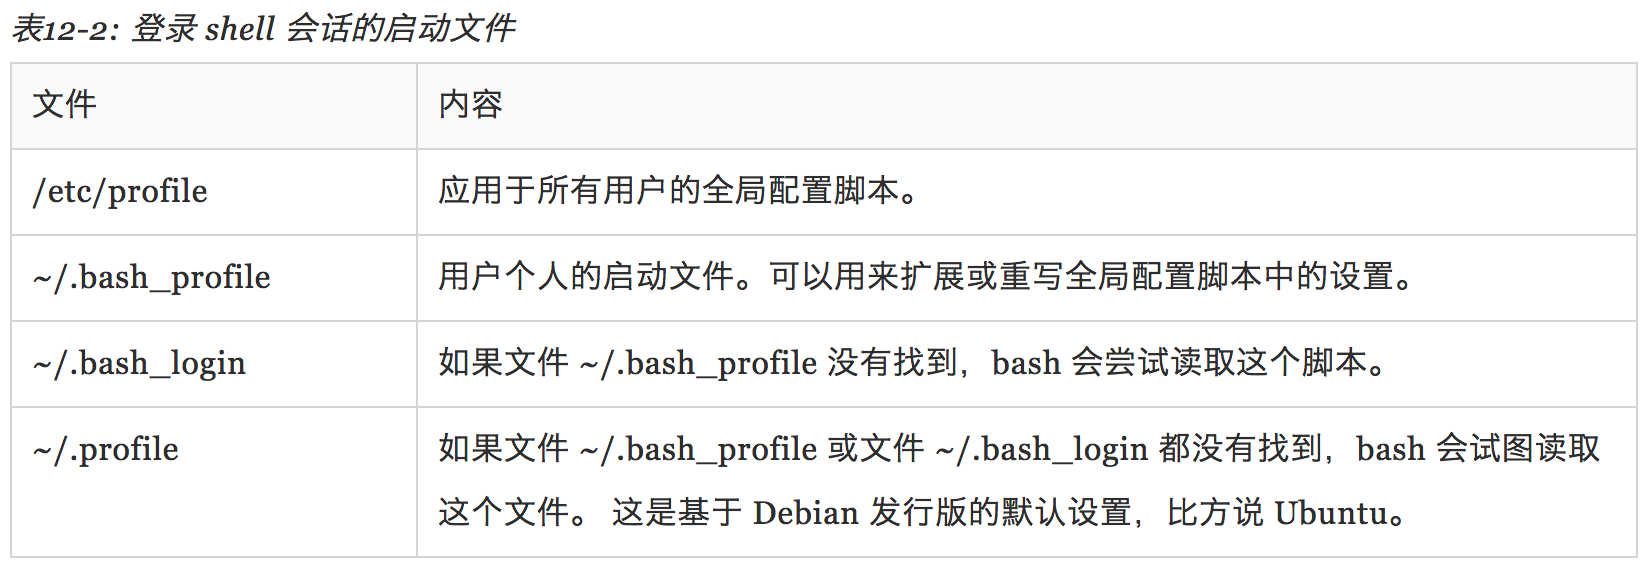 表12-2: 登录 shell 会话的启动文件
文件 内容
/etc/profile 应用于所有用户的全局配置脚本。
~/.bash_profile 用户个人的启动文件。可以用来扩展或重写全局配置脚本中的设置。
~/.bash_login 如果文件 ~/.bash_profile 没有找到，bash 会尝试读取这个脚本。
~/.profile 如果文件 ~/.bash_profile 或文件 ~/.bash_login 都没有找到，bash 会试图读取
这个文件。 这是基于 Debian 发行版的默认设置，比方说 Ubuntu。